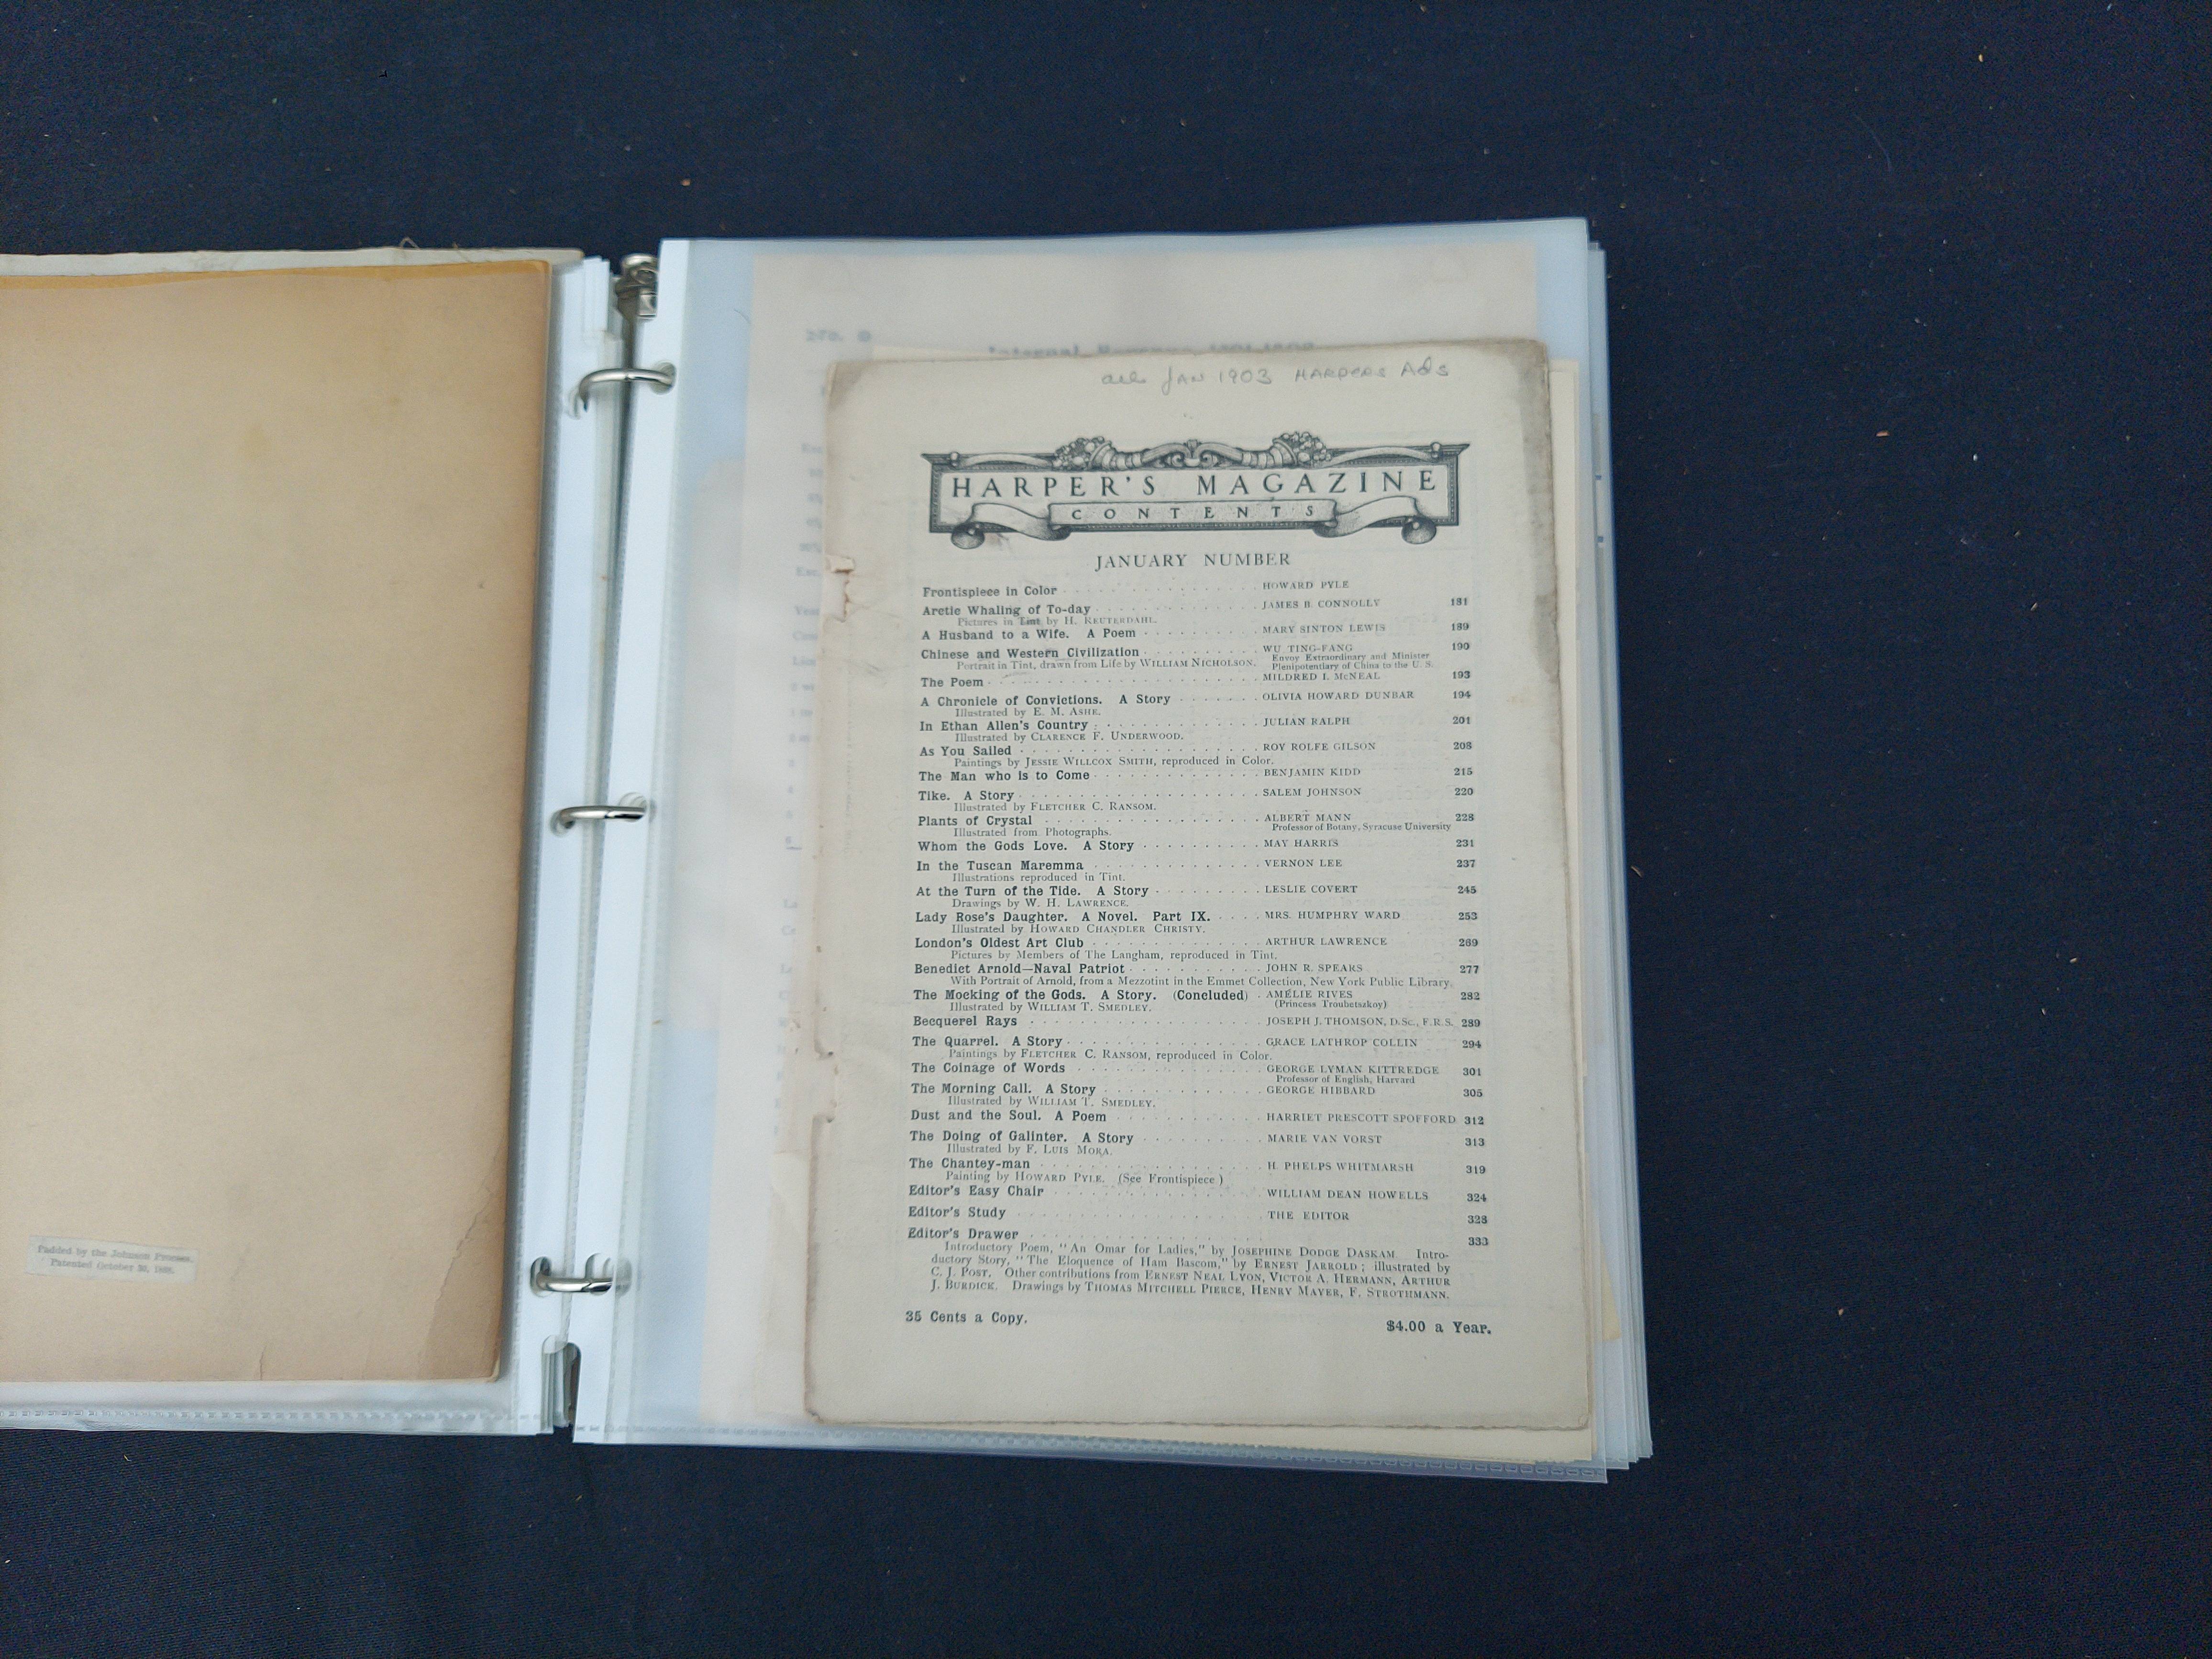 Padded by the Johnson Process.
Patented October 30, 1888.
all JAN 1903 HARPERS Ads
HARPER'S MAGAZINE
CONTENTS
JANUARY NUMBER
Frontispiece in Color HOWARD PYLE
Arctic Whaling of To-day JAMES B. CONNOLLY 181
Pictures in Tint by H. REUTERDAHL.
A Husband to a Wife. A Poem MARY SINTON LEWIS 189
Chinese and Western Civilization WU TING-FANG 190
Portrait in Tint, drawn from Life by WILLIAM NICHOLSON. Envoy Extraordinary and Minister
Plenipotentiary of China to the U. S.
The Poem MILDRED I. McNEAL 193
A Chronicle of Convictions. A Story OLIVIA HOWARD DUNBAR 194
Illustrated by E. M. ASHE.
In Ethan Allen's Country JULIAN RALPH 201
Illustrated by CLARENCE F. UNDERWOOD.
As You Sailed ROY ROLFE GILSON 208
Paintings by JESSIE WILLCOX SMITH, reproduced in Color.
The Man who is to Come BENJAMIN KIDD 215
Tike. A Story SALEM JOHNSON 220
Illustrated by FLETCHER C. RANSOM.
Plants of Crystal ALBERT MANN 228
Illustrated from Photographs. Professor of Botany, Syracuse University
Whom the Gods Love. A Story MAY HARRIS 231
In the Tuscan Maremma VERNON LEE 237
Illustrations reproduced in Tint.
At the Turn of the Tide. A Story LESLIE COVERT 245
Drawings by W. H. LAWRENCE.
Lady Rose's Daughter. A Novel. Part IX. MRS. HUMPHRY WARD 253
Illustrated by HOWARD CHANDLER CHRISTY.
London's Oldest Art Club ARTHUR LAWRENCE 269
Pictures by Members of The Langham, reproduced in Tint.
Benedict Arnold—Naval Patriot JOHN R. SPEARS 277
With Portrait of Arnold, from a Mezzotint in the Emmet Collection, New York Public Library.
The Mocking of the Gods. A Story. (Concluded) AMÉLIE RIVES 282
Illustrated by WILLIAM T. SMEDLEY. (Princess Troubetszkoy)
Becquerel Rays JOSEPH J. THOMSON, D.Sc., F.R.S. 289
The Quarrel. A Story GRACE LATHROP COLLIN 294
Paintings by FLETCHER C. RANSOM, reproduced in Color.
The Coinage of Words GEORGE LYMAN KITTREDGE 301
Professor of English, Harvard
The Morning Call. A Story GEORGE HIBBARD 305
Illustrated by WILLIAM T. SMEDLEY.
Dust and the Soul. A Poem HARRIET PRESCOTT SPOFFORD 312
The Doing of Galinter. A Story MARIE VAN VORST 313
Illustrated by F. LUIS MORA.
The Chantey-man H. PHELPS WHITMARSH 319
Painting by HOWARD PYLE. (See Frontispiece)
Editor's Easy Chair WILLIAM DEAN HOWELLS 324
Editor's Study THE EDITOR 328
Editor's Drawer 333
Introductory Poem, "An Omar for Ladies," by JOSEPHINE DODGE DASKAM. Intro-
ductory Story, "The Eloquence of Ham Bascom," by ERNEST JARROLD; illustrated by
C. J. POST. Other contributions from ERNEST NEAL LYON, VICTOR A. HERMANN, ARTHUR
J. BURDICK. Drawings by THOMAS MITCHELL PIERCE, HENRY MAYER, F. STROTHMANN.
35 Cents a Copy. $4.00 a Year.